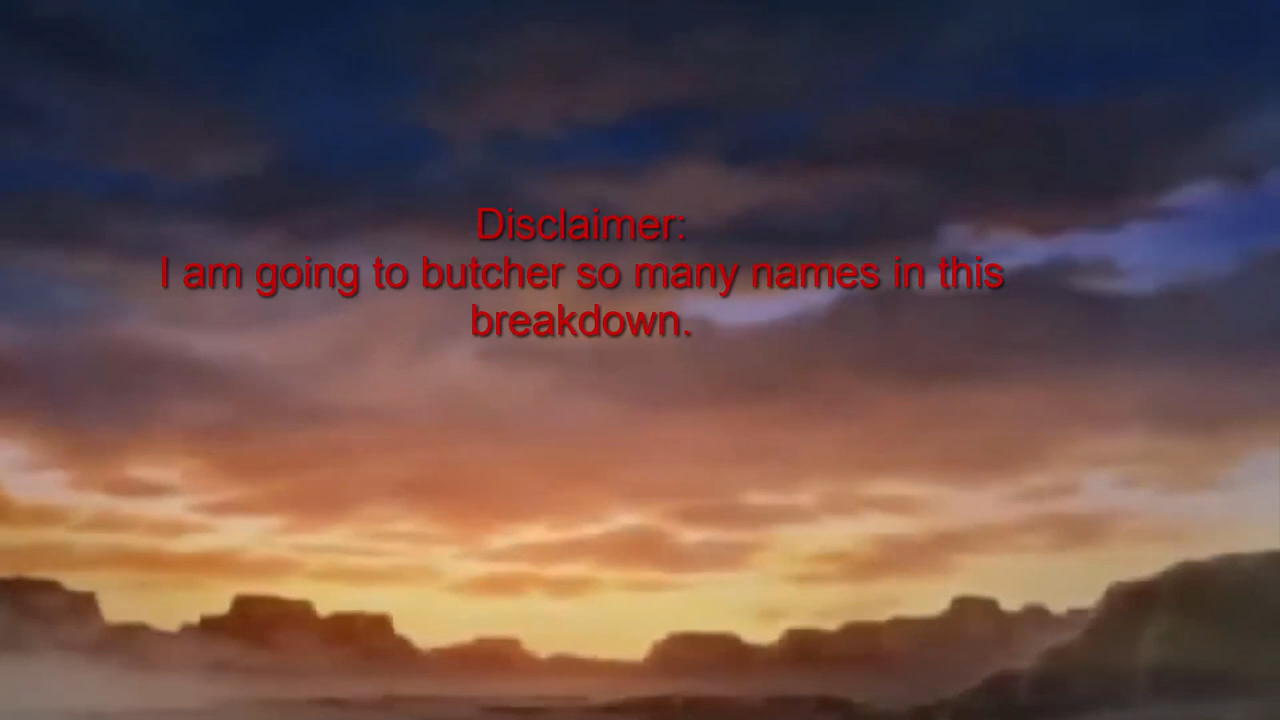 Disclaimer:
I am going to butcher so many names in this
breakdown.